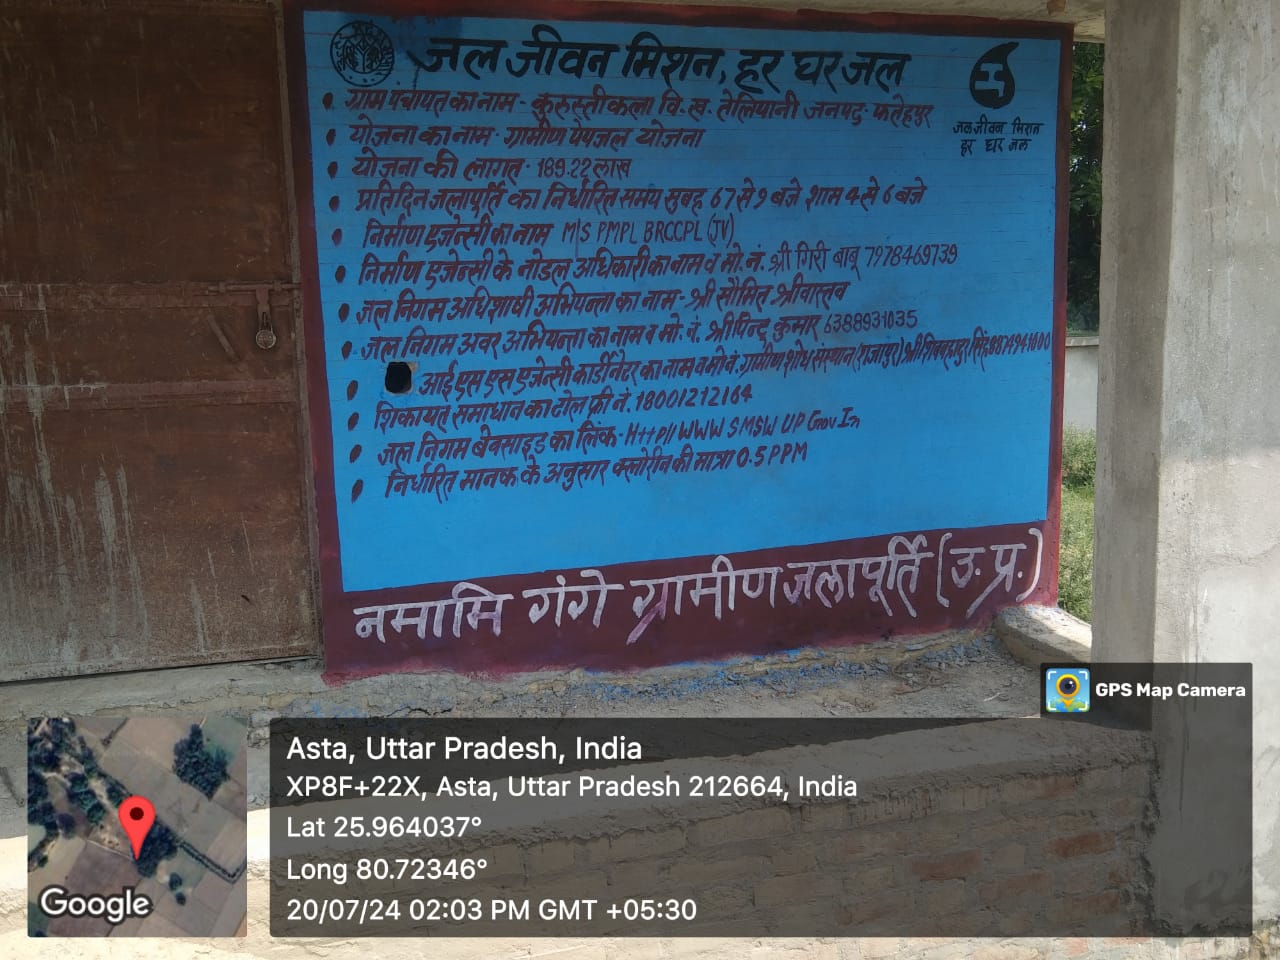 जल जीवन मिशन, हर घर जल
ग्राम पंचायत का नाम - कुरुस्तीकला वि. ख. तेलियानी जनपद: फतेहपुर
योजना का नाम- ग्रामीण पेयजल योजना
योजना की लागत- 189.22 लाख
प्रतिदिन जलापूर्ति का निर्धारित समय सुबह 67 से 9 बजे शाम 4 से 6 बजे
निर्माण एजेन्सी का नाम M/S PMPL BRCCPL (JV)
निर्माण एजेन्सी के नोडल अधिकारी का नाम व मो. नं. श्री गिरी बाबू 7978469739
जल निगम अधिशाषी अभियन्ता का नाम - श्री सौमित्र श्रीवास्तव
जल निगम अवर अभियन्ता का नाम व मो. नं. श्री पिन्टू कुमार 6388931035
आई एस एस एजेन्सी कार्डीनेटर का नाम व मो नं. ग्रामीण शोध संस्थान (राजापुर) श्री शिवबहादुर सिंह,
शिकायत समाधान का टोल फ्री नं. 18001212164
जल निगम बेवसाइड का लिंक - H++P// WWW SMSW UP Gov In
निर्धारित मानक के अनुसार क्लोरीन की मात्रा 0.5 PPM
जल जीवन मिशन
हर घर जल
नमामि गंगे ग्रामीण जलापूर्ति (उ. प्र.)
GPS Map Camera
Asta, Uttar Pradesh, India
XP8F+22X, Asta, Uttar Pradesh 212664, India
Lat 25.964037°
Long 80.72346°
20/07/24 02:03 PM GMT +05:30
Google